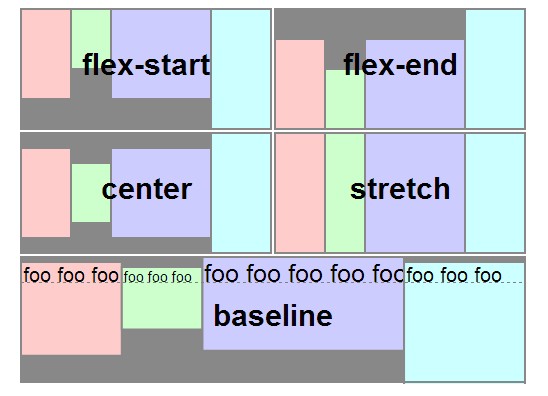 flex-start
flex-end
center
stretch
foo foo foo
foo foo foo
foo foo foo foo foo
foo foo foo
baseline